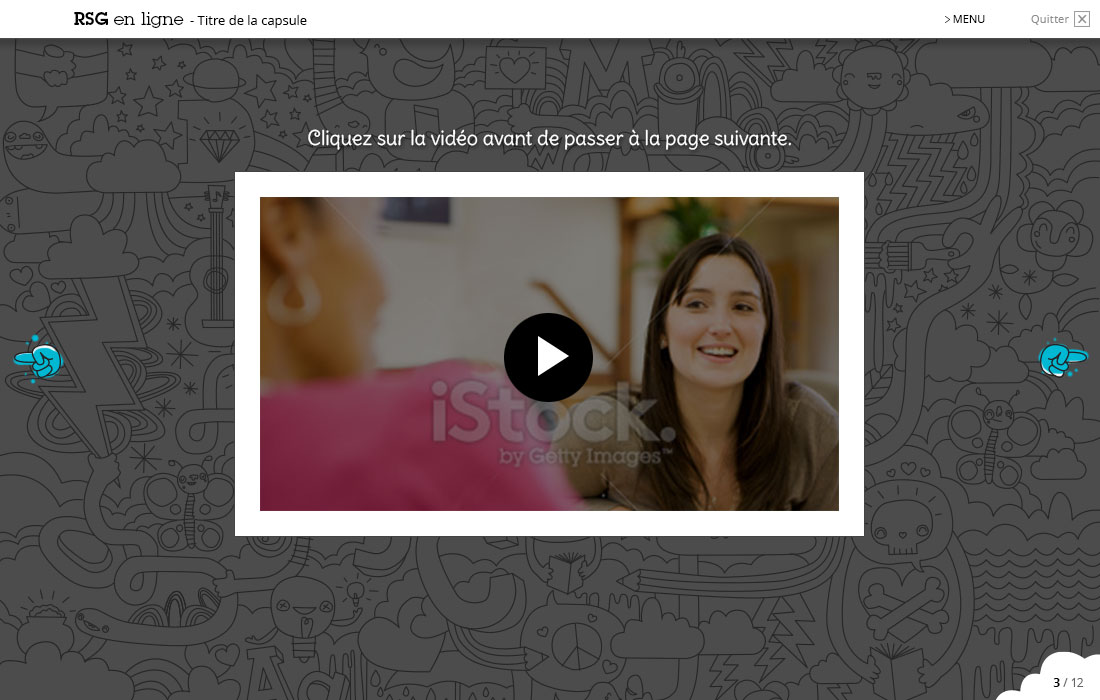 RSG en ligne - Titre de la capsule
> MENU
Quitter
Cliquez sur la vidéo avant de passer à la page suivante.
iStock.
by Getty Images™
3 / 12